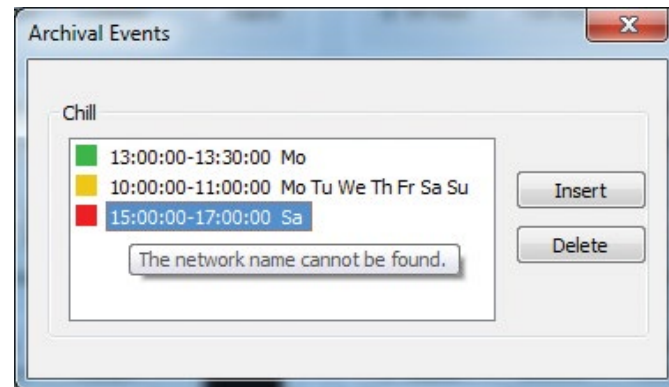 Archival Events
Chill
13:00:00-13:30:00 Mo
10:00:00-11:00:00 Mo Tu We Th Fr Sa Su
15:00:00-17:00:00 Sa
The network name cannot be found.
Insert
Delete